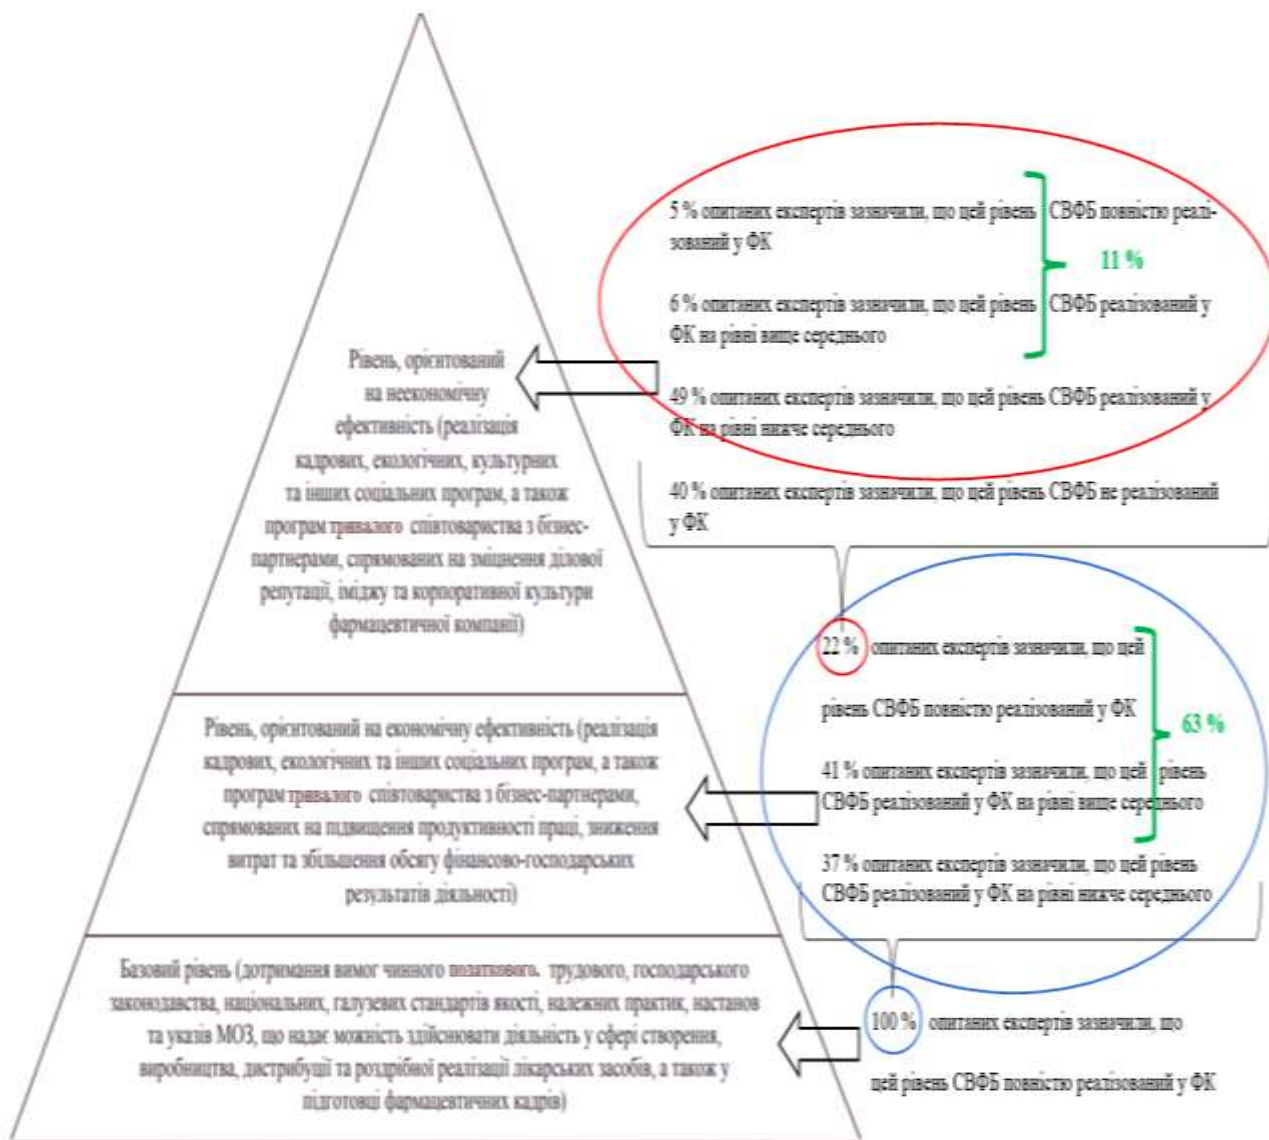 5 % опитаних експертів зазначили, що цей рівень СВФБ повністю реалі-
зований у ФК
11 %
6 % опитаних експертів зазначили, що цей рівень СВФБ реалізований у
ФК на рівні вище середнього
49 % опитаних експертів зазначили, що цей рівень СВФБ реалізований у
ФК на рівні нижче середнього
40 % опитаних експертів зазначили, що цей рівень СВФБ не реалізований
у ФК
Рівень, орієнтований
на неекономічну
ефективність (реалізація
кадрових, екологічних, культурних
та інших соціальних програм, а також
програм тривалого співтовариства з бізнес-
партнерами, спрямованих на зміцнення ділової
репутації, іміджу та корпоративної культури
фармацевтичної компанії)
22 % опитаних експертів зазначили, що цей
рівень СВФБ повністю реалізований у ФК
63 %
41 % опитаних експертів зазначили, що цей рівень
СВФБ реалізований у ФК на рівні вище середнього
37 % опитаних експертів зазначили, що цей рівень
СВФБ реалізований у ФК на рівні нижче середнього
Рівень, орієнтований на економічну ефективність (реалізація
кадрових, екологічних та інших соціальних програм, а також
програм тривалого співтовариства з бізнес-партнерами,
спрямованих на підвищення продуктивності праці, зниження
витрат та збільшення обсягу фінансово-господарських
результатів діяльності)
Базовий рівень (дотримання вимог чинного податкового. трудового, господарського
законодавства, національних, галузевих стандартів якості, належних практик, настанов
та указів МОЗ, що надає можність здійснювати діяльність у сфері створення,
виробництва, дистрибуції та роздрібної реалізації лікарських засобів, а також у
підготовці фармацевтичних кадрів)
100 % опитаних експертів зазначили, що
цей рівень СВФБ повністю реалізований у ФК